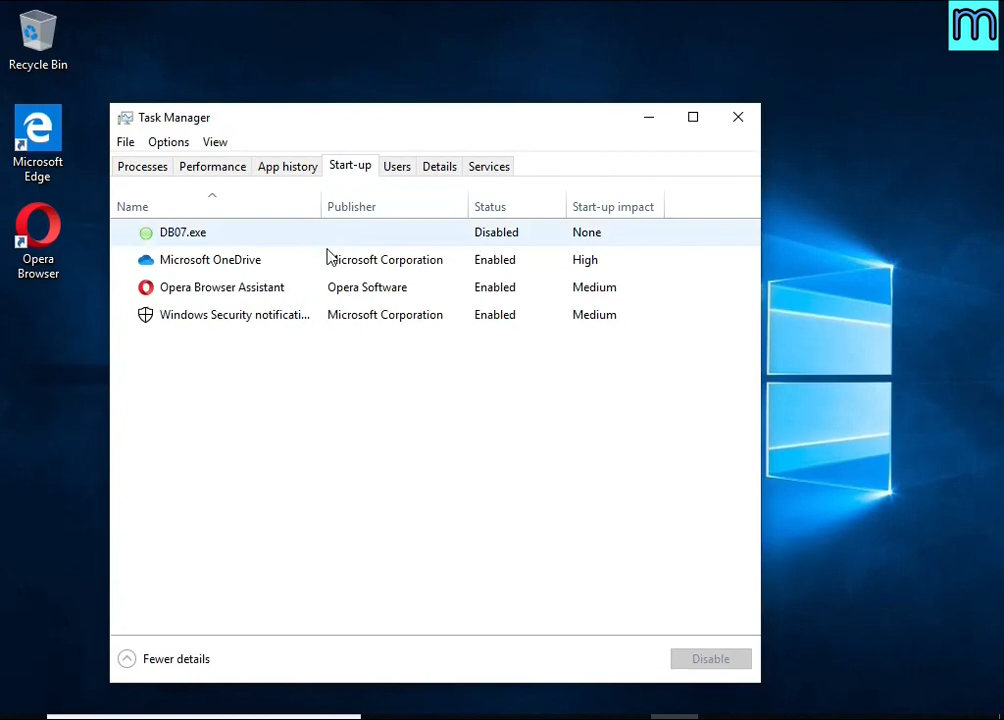 m
Recycle Bin
Microsoft Edge
Opera Browser
Task Manager
File Options View
Processes Performance App history Start-up Users Details Services
Name Publisher Status Start-up impact
DB07.exe Disabled None
Microsoft OneDrive Microsoft Corporation Enabled High
Opera Browser Assistant Opera Software Enabled Medium
Windows Security notificati... Microsoft Corporation Enabled Medium
Fewer details Disable